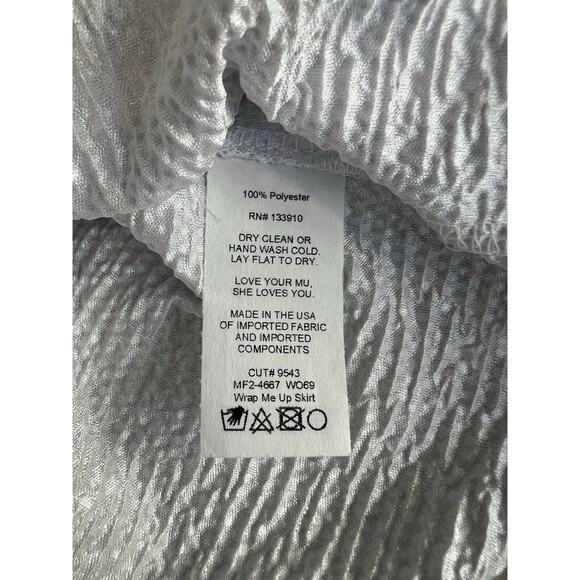 100% Polyester
RN# 133910
DRY CLEAN OR
HAND WASH COLD.
LAY FLAT TO DRY.
LOVE YOUR MU,
SHE LOVES YOU.
MADE IN THE USA
OF IMPORTED FABRIC
AND IMPORTED
COMPONENTS
CUT# 9543
MF2-4667 WO69
Wrap Me Up Skirt